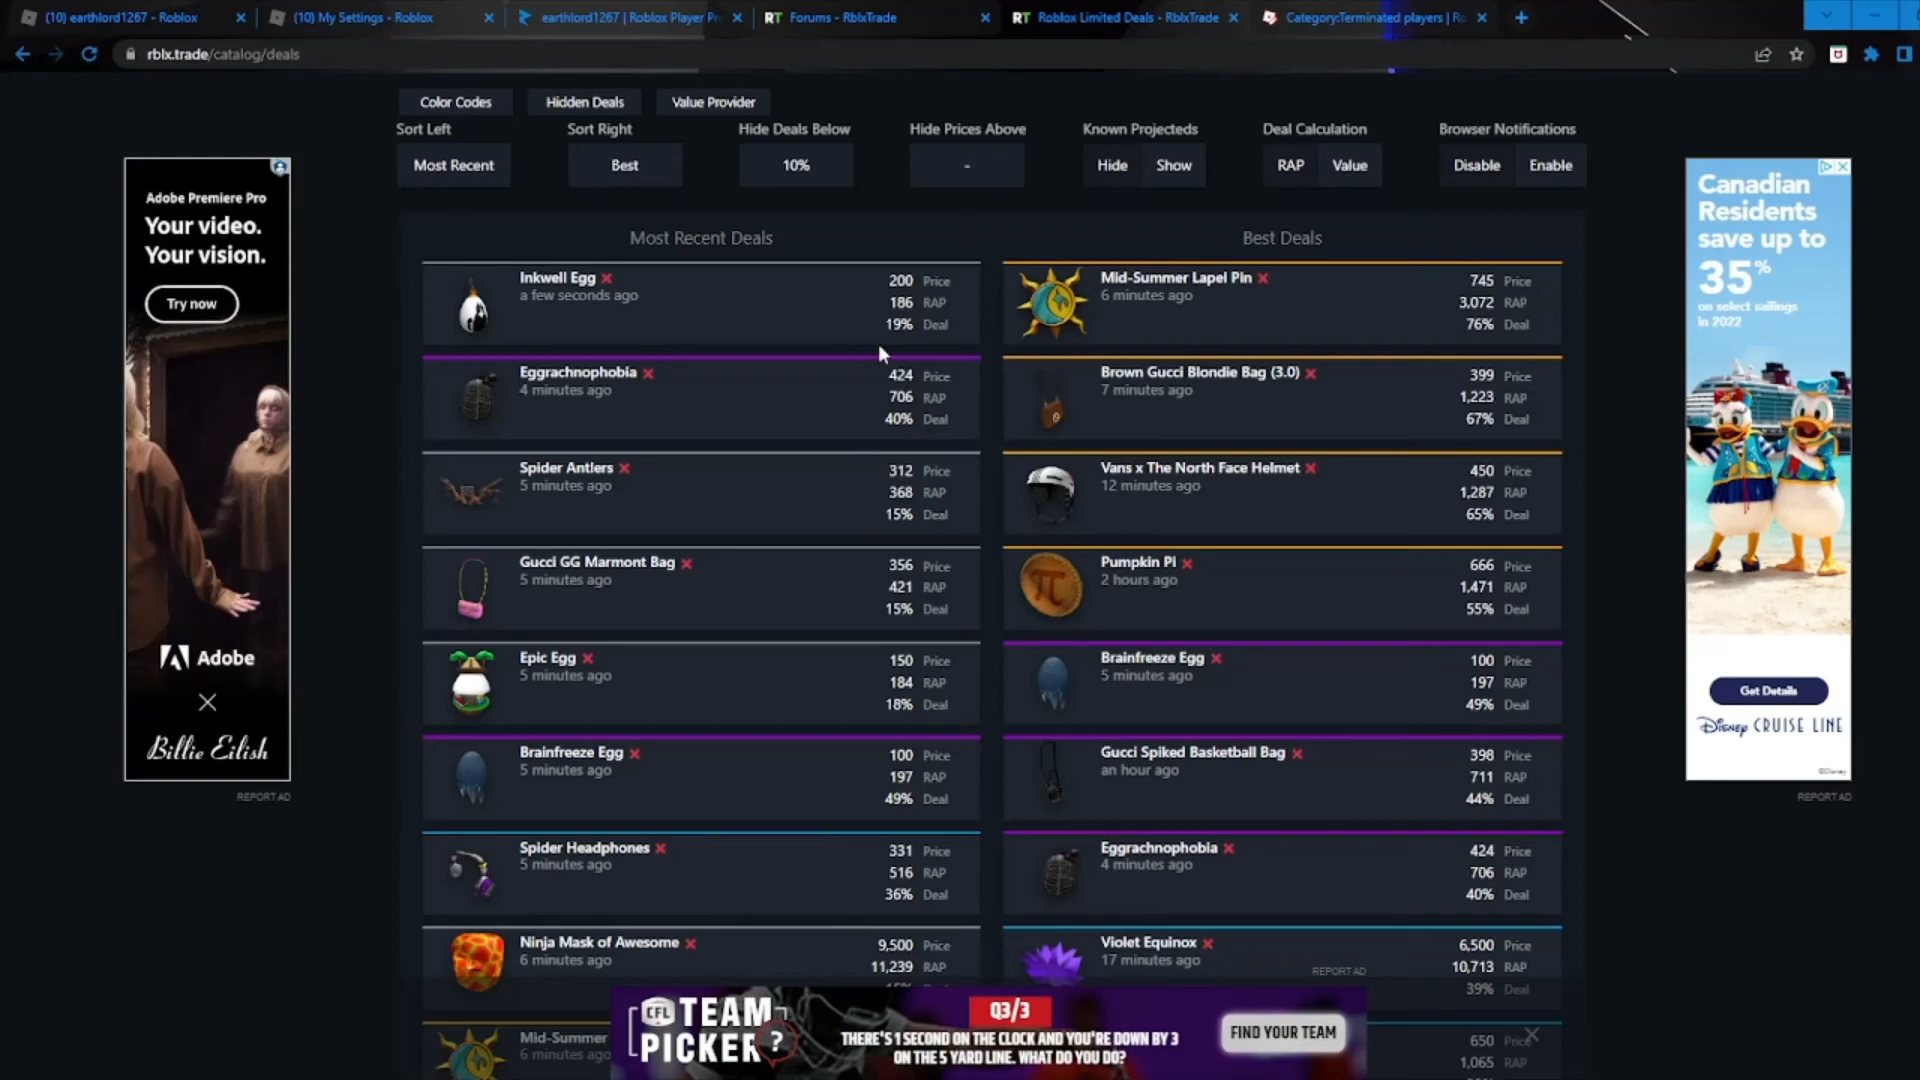 (10) earthlord1267 - Roblox
(10) My Settings - Roblox
earthlord1267 | Roblox Player Pr
Forums - RblxTrade
Roblox Limited Deals - RblxTrade
Category:Terminated players | Ro
rblx.trade/catalog/deals
Color Codes
Hidden Deals
Value Provider
Sort Left
Sort Right
Hide Deals Below
Hide Prices Above
Known Projecteds
Deal Calculation
Browser Notifications
Most Recent
Best
10%
-
Hide
Show
RAP
Value
Disable
Enable
Adobe Premiere Pro
Your video.
Your vision.
Try now
Adobe
Billie Eilish
REPORT AD
Most Recent Deals
Inkwell Egg
a few seconds ago
200 Price
186 RAP
19% Deal
Eggrachnophobia
4 minutes ago
424 Price
706 RAP
40% Deal
Spider Antlers
5 minutes ago
312 Price
368 RAP
15% Deal
Gucci GG Marmont Bag
5 minutes ago
356 Price
421 RAP
15% Deal
Epic Egg
5 minutes ago
150 Price
184 RAP
18% Deal
Brainfreeze Egg
5 minutes ago
100 Price
197 RAP
49% Deal
Spider Headphones
5 minutes ago
331 Price
516 RAP
36% Deal
Ninja Mask of Awesome
6 minutes ago
9,500 Price
11,239 RAP
Mid-Summer
6 minutes
Best Deals
Mid-Summer Lapel Pin
6 minutes ago
745 Price
3,072 RAP
76% Deal
Brown Gucci Blondie Bag (3.0)
7 minutes ago
399 Price
1,223 RAP
67% Deal
Vans x The North Face Helmet
12 minutes ago
450 Price
1,287 RAP
65% Deal
Pumpkin Pi
2 hours ago
666 Price
1,471 RAP
55% Deal
Brainfreeze Egg
5 minutes ago
100 Price
197 RAP
49% Deal
Gucci Spiked Basketball Bag
an hour ago
398 Price
711 RAP
44% Deal
Eggrachnophobia
4 minutes ago
424 Price
706 RAP
40% Deal
Violet Equinox
17 minutes ago
6,500 Price
10,713 RAP
39% Deal
650 Price
1,065 RAP
REPORT AD
CFL TEAM
PICKER ?
Q3/3
THERE'S 1 SECOND ON THE CLOCK AND YOU'RE DOWN BY 3
ON THE 5 YARD LINE. WHAT DO YOU DO?
FIND YOUR TEAM
Canadian
Residents
save up to
35%
on select sailings
in 2022
Get Details
Disney CRUISE LINE
©Disney
REPORT AD